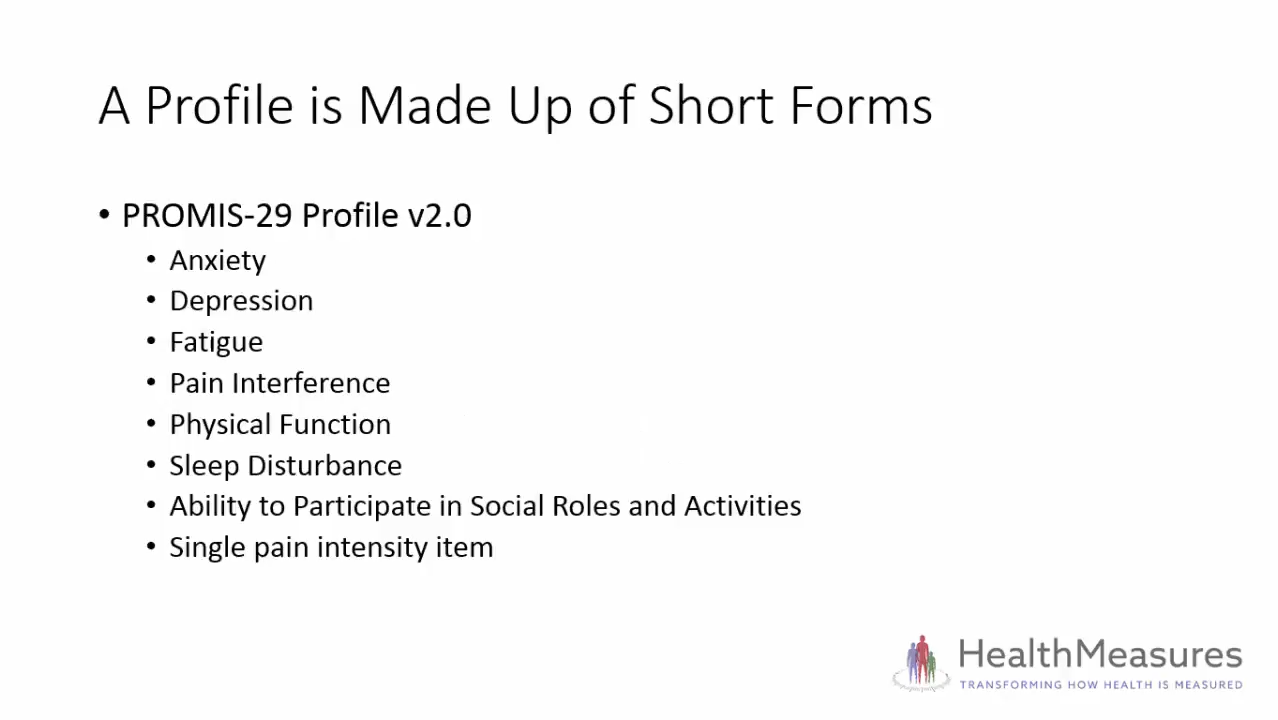 A Profile is Made Up of Short Forms
• PROMIS-29 Profile v2.0
• Anxiety
• Depression
• Fatigue
• Pain Interference
• Physical Function
• Sleep Disturbance
• Ability to Participate in Social Roles and Activities
• Single pain intensity item
HealthMeasures
TRANSFORMING HOW HEALTH IS MEASURED